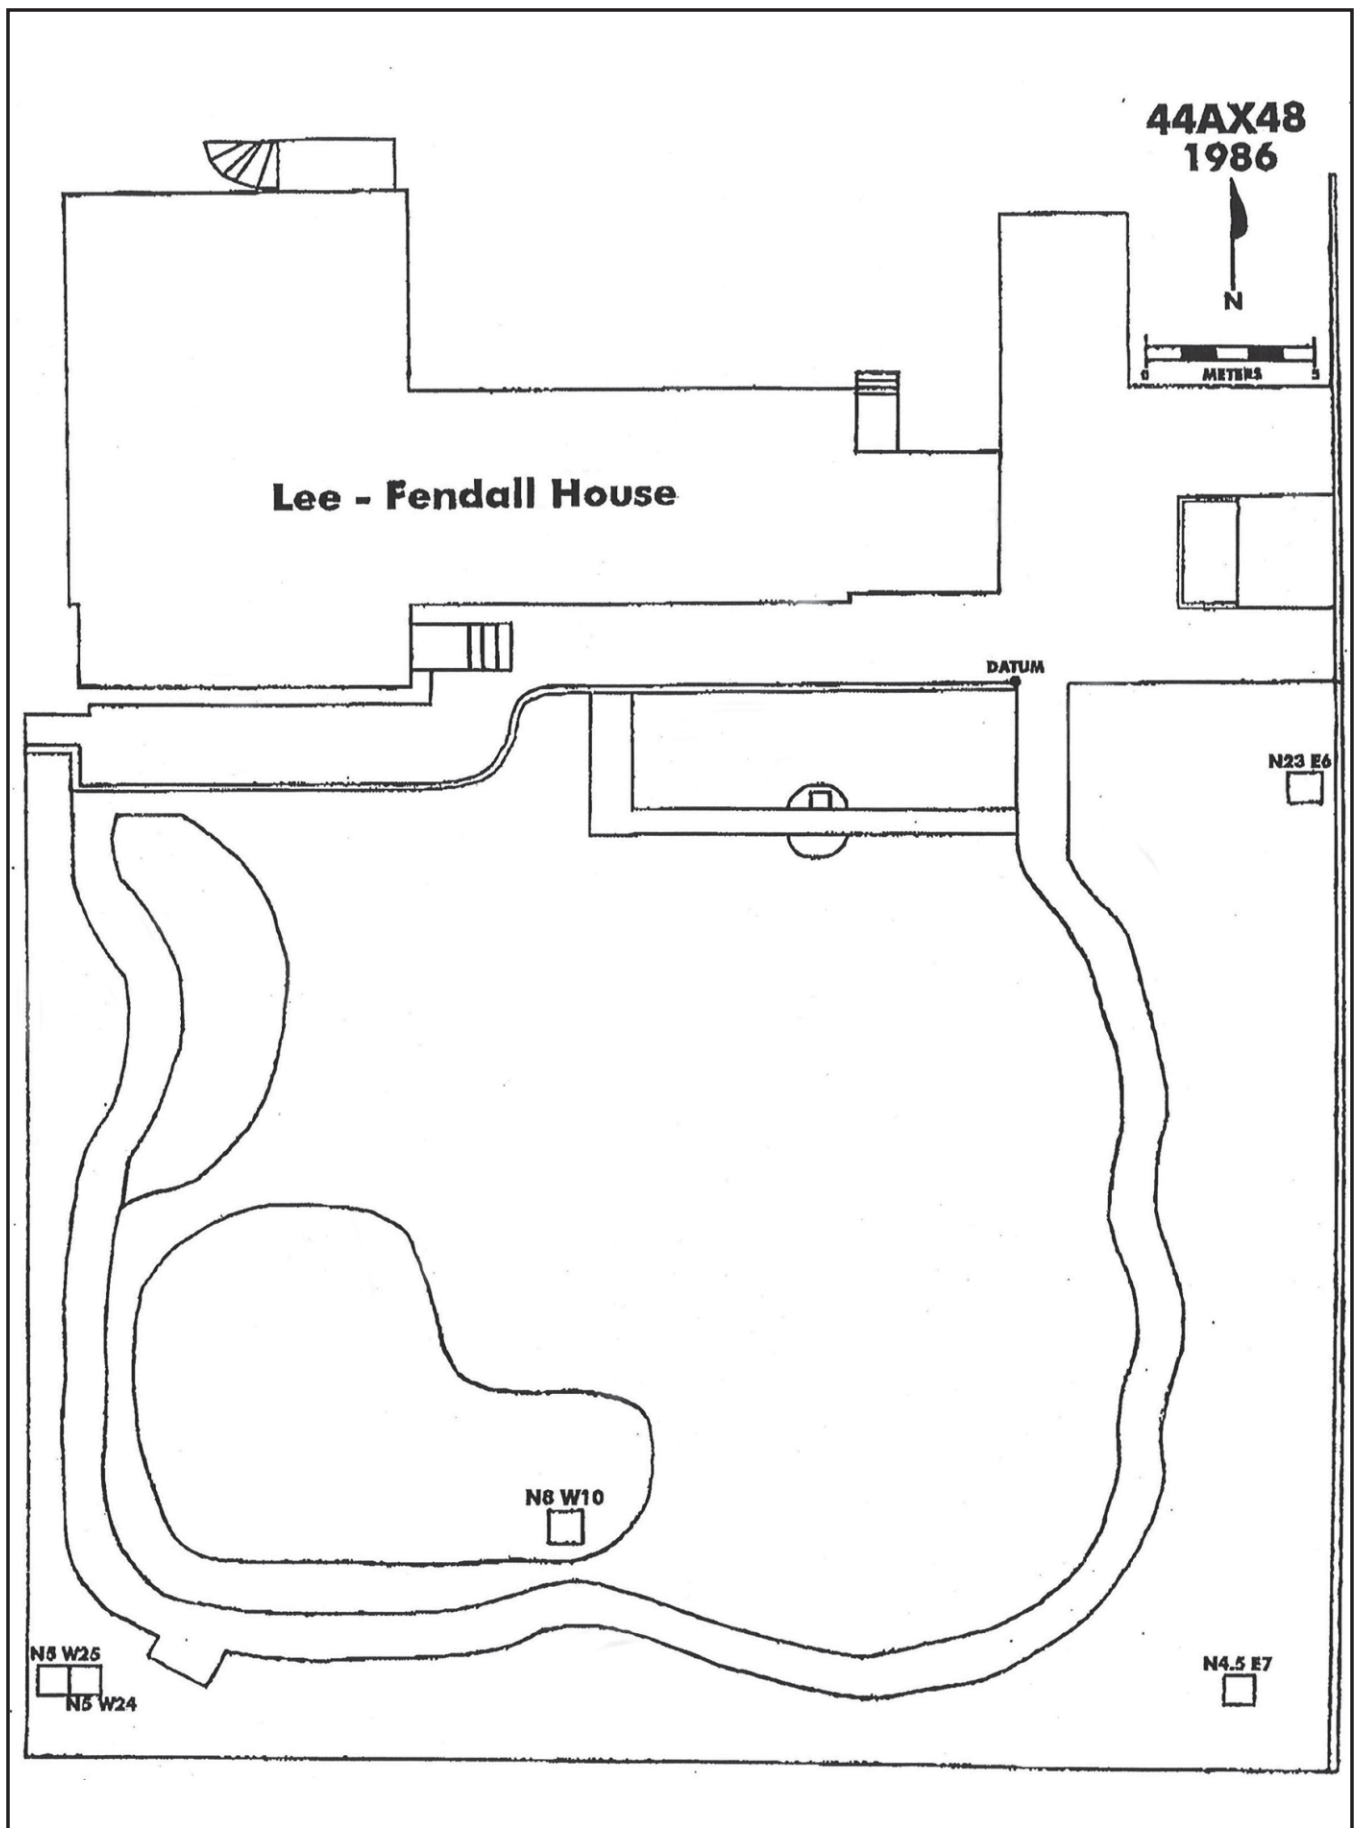 44AX48
1986
N
0 METERS 5
Lee - Fendall House
DATUM
N23 E6
N8 W10
N5 W25
N5 W24
N4.5 E7